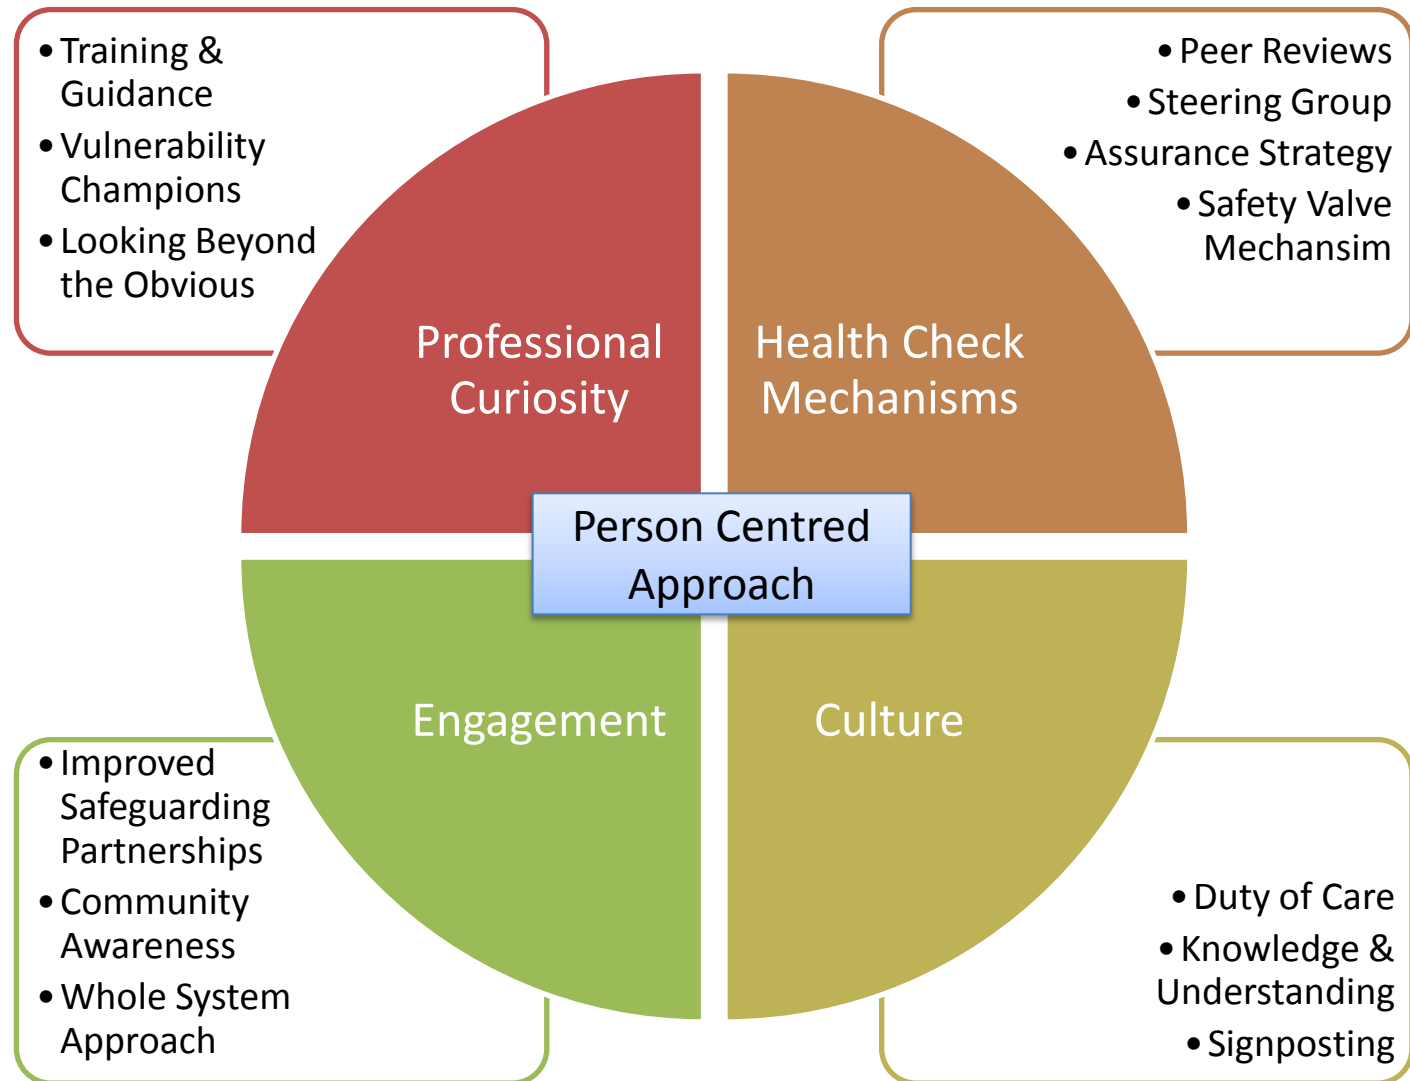 • Training &
Guidance
• Vulnerability
Champions
• Looking Beyond
the Obvious
• Peer Reviews
• Steering Group
• Assurance Strategy
• Safety Valve
Mechansim
Professional
Curiosity
Health Check
Mechanisms
Person Centred
Approach
Engagement
Culture
• Improved
Safeguarding
Partnerships
• Community
Awareness
• Whole System
Approach
• Duty of Care
• Knowledge &
Understanding
• Signposting